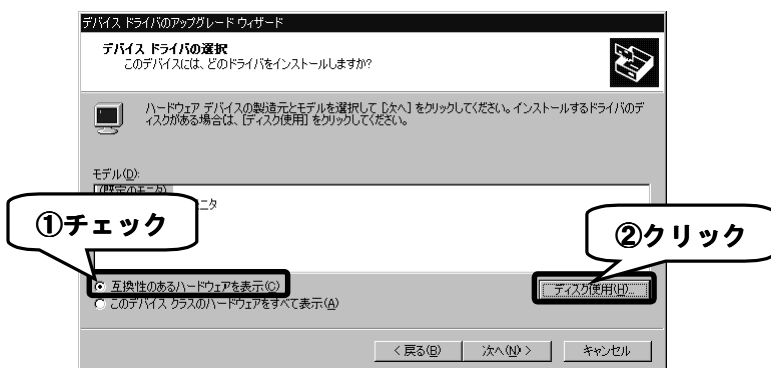 デバイス ドライバのアップグレード ウィザード
デバイス ドライバの選択
このデバイスには、どのドライバをインストールしますか?
ハードウェア デバイスの製造元とモデルを選択して [次へ] をクリックしてください。インストールするドライバのデ
ィスクがある場合は、[ディスク使用] をクリックしてください。
モデル(D):
(既定のモニタ)
ニタ
①チェック
②クリック
互換性のあるハードウェアを表示(C)
ディスク使用(H)...
このデバイス クラスのハードウェアをすべて表示(A)
< 戻る(B)
次へ(N) >
キャンセル